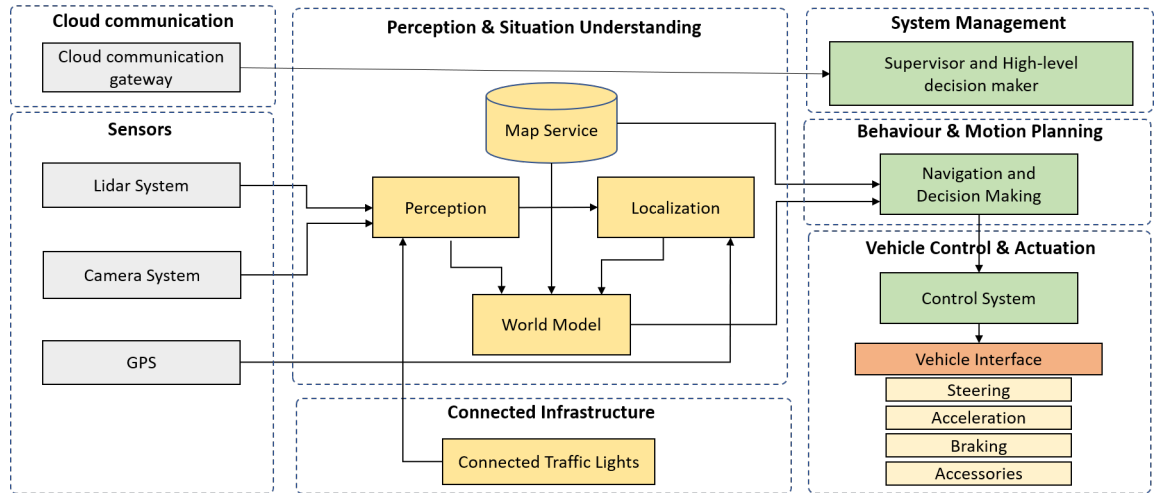 Cloud communication
Cloud communication
gateway
Sensors
Lidar System
Camera System
GPS
Perception & Situation Understanding
Map Service
Perception
Localization
World Model
Connected Infrastructure
Connected Traffic Lights
System Management
Supervisor and High-level
decision maker
Behaviour & Motion Planning
Navigation and
Decision Making
Vehicle Control & Actuation
Control System
Vehicle Interface
Steering
Acceleration
Braking
Accessories